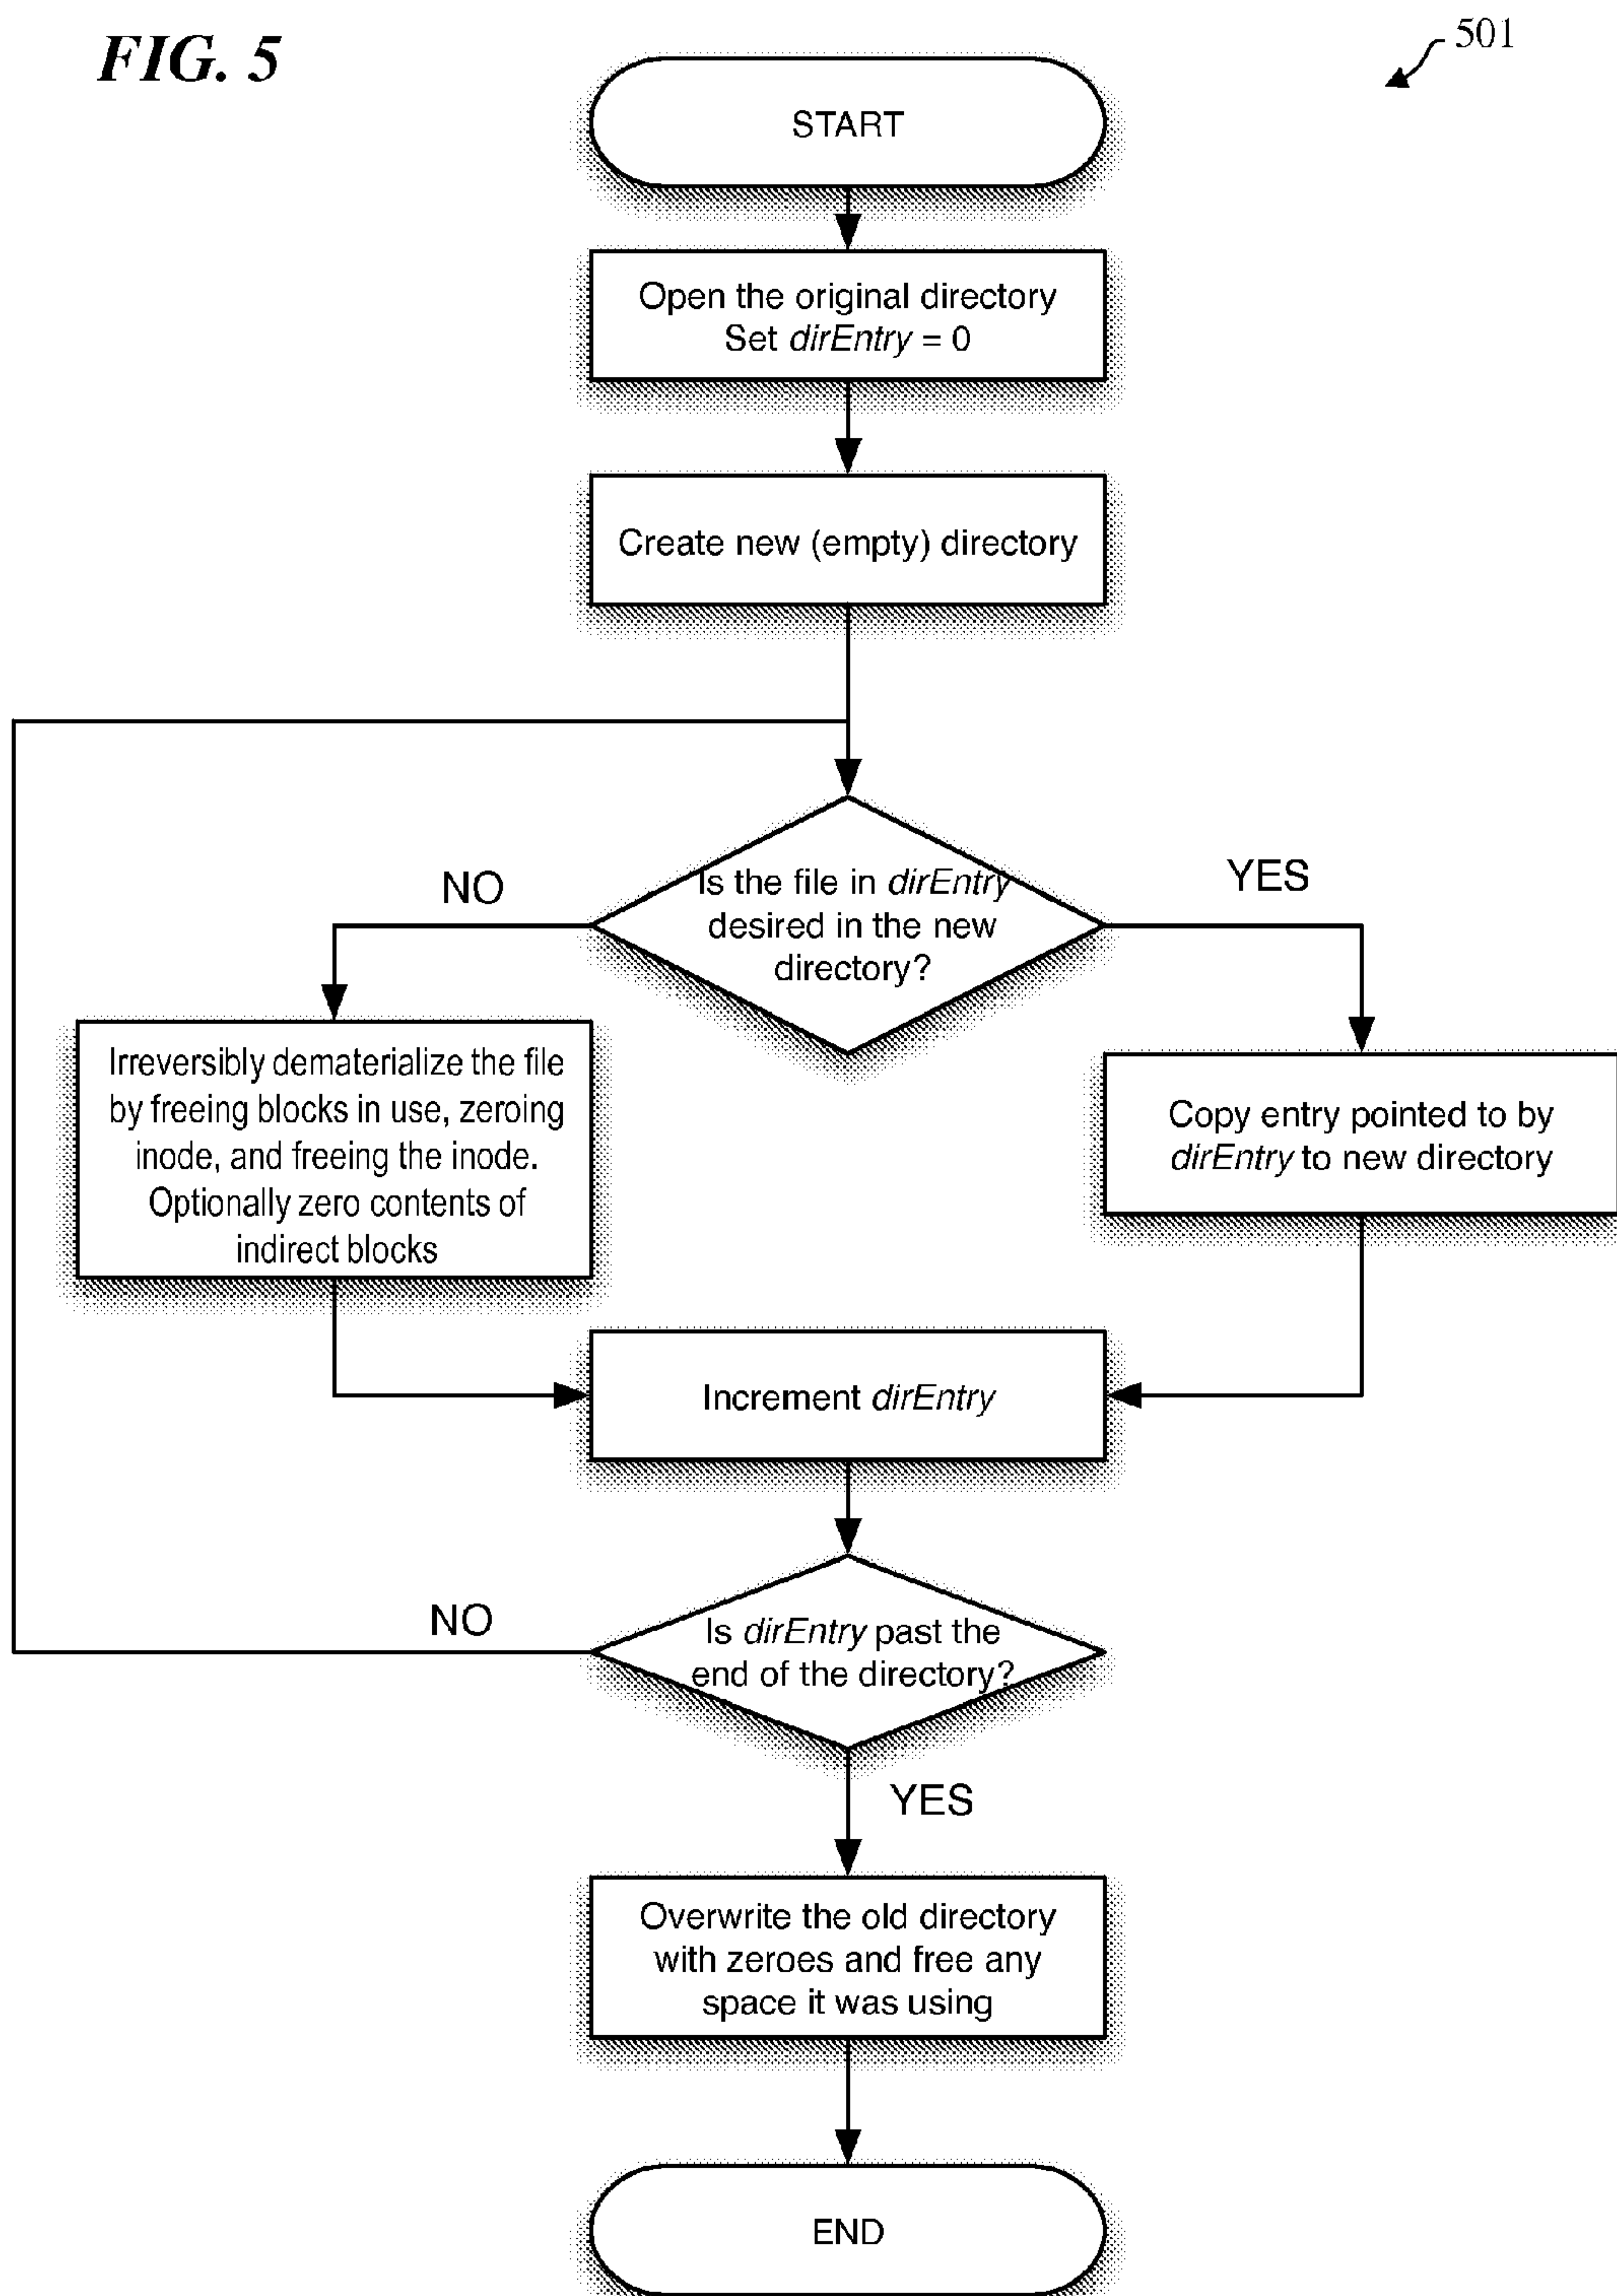 FIG. 5
501
START
Open the original directory
Set dirEntry = 0
Create new (empty) directory
Is the file in dirEntry
desired in the new
directory?
NO
YES
Irreversibly dematerialize the file
by freeing blocks in use, zeroing
inode, and freeing the inode.
Optionally zero contents of
indirect blocks
Copy entry pointed to by
dirEntry to new directory
Increment dirEntry
Is dirEntry past the
end of the directory?
NO
YES
Overwrite the old directory
with zeroes and free any
space it was using
END